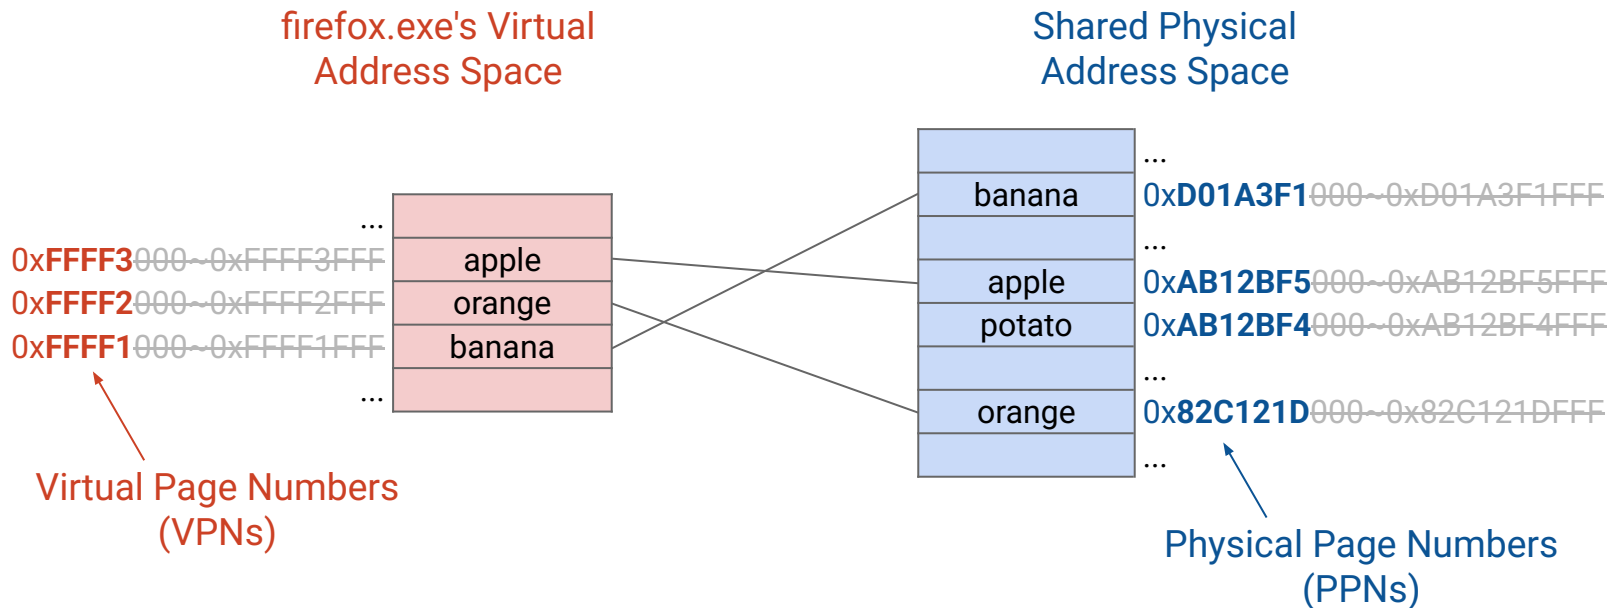 firefox.exe's Virtual
Address Space
...
0xFFFF3000~0xFFFF3FFF apple
0xFFFF2000~0xFFFF2FFF orange
0xFFFF1000~0xFFFF1FFF banana
...
Virtual Page Numbers
(VPNs)
Shared Physical
Address Space
...
banana 0xD01A3F1000~0xD01A3F1FFF
...
apple 0xAB12BF5000~0xAB12BF5FFF
potato 0xAB12BF4000~0xAB12BF4FFF
...
orange 0x82C121D000~0x82C121DFFF
...
Physical Page Numbers
(PPNs)